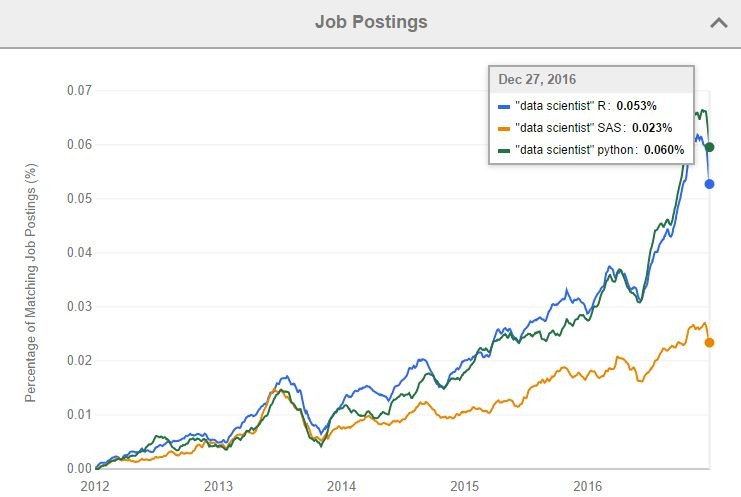 Job Postings
Dec 27, 2016
"data scientist" R: 0.053%
"data scientist" SAS: 0.023%
"data scientist" python: 0.060%
Percentage of Matching Job Postings (%)
0.07
0.06
0.05
0.04
0.03
0.02
0.01
0.00
2012 2013 2014 2015 2016